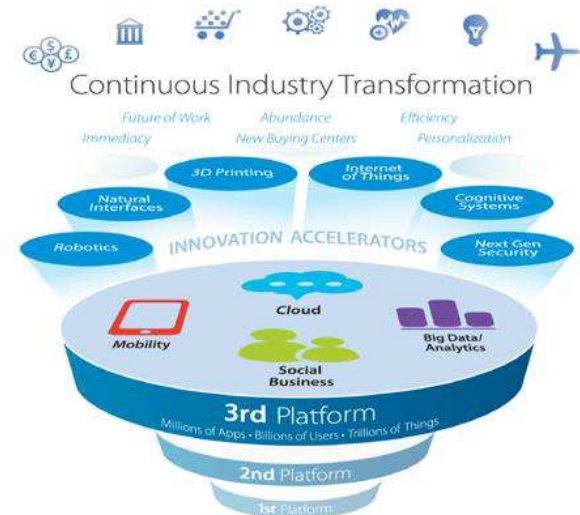 € $ ¥ £
Continuous Industry Transformation
Future of Work Abundance Efficiency
Immediacy New Buying Centers Personalization
3D Printing Internet
of Things
Natural
Interfaces
Cognitive
Systems
Robotics INNOVATION ACCELERATORS Next Gen
Security
Cloud
Mobility
Big Data/
Analytics
Social
Business
3rd Platform
Millions of Apps • Billions of Users • Trillions of Things
2nd Platform
1st Platform